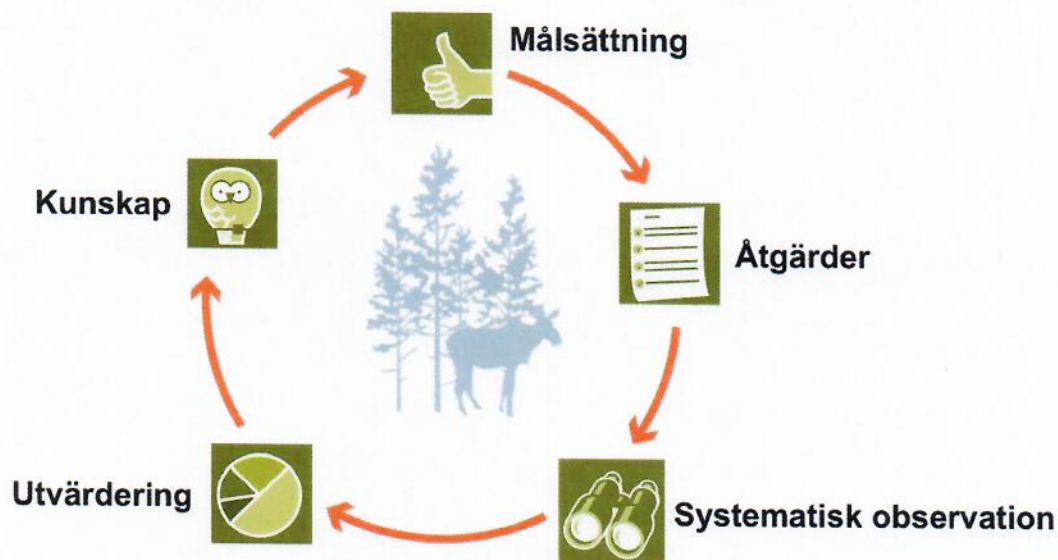 Målsättning
Åtgärder
Systematisk observation
Utvärdering
Kunskap